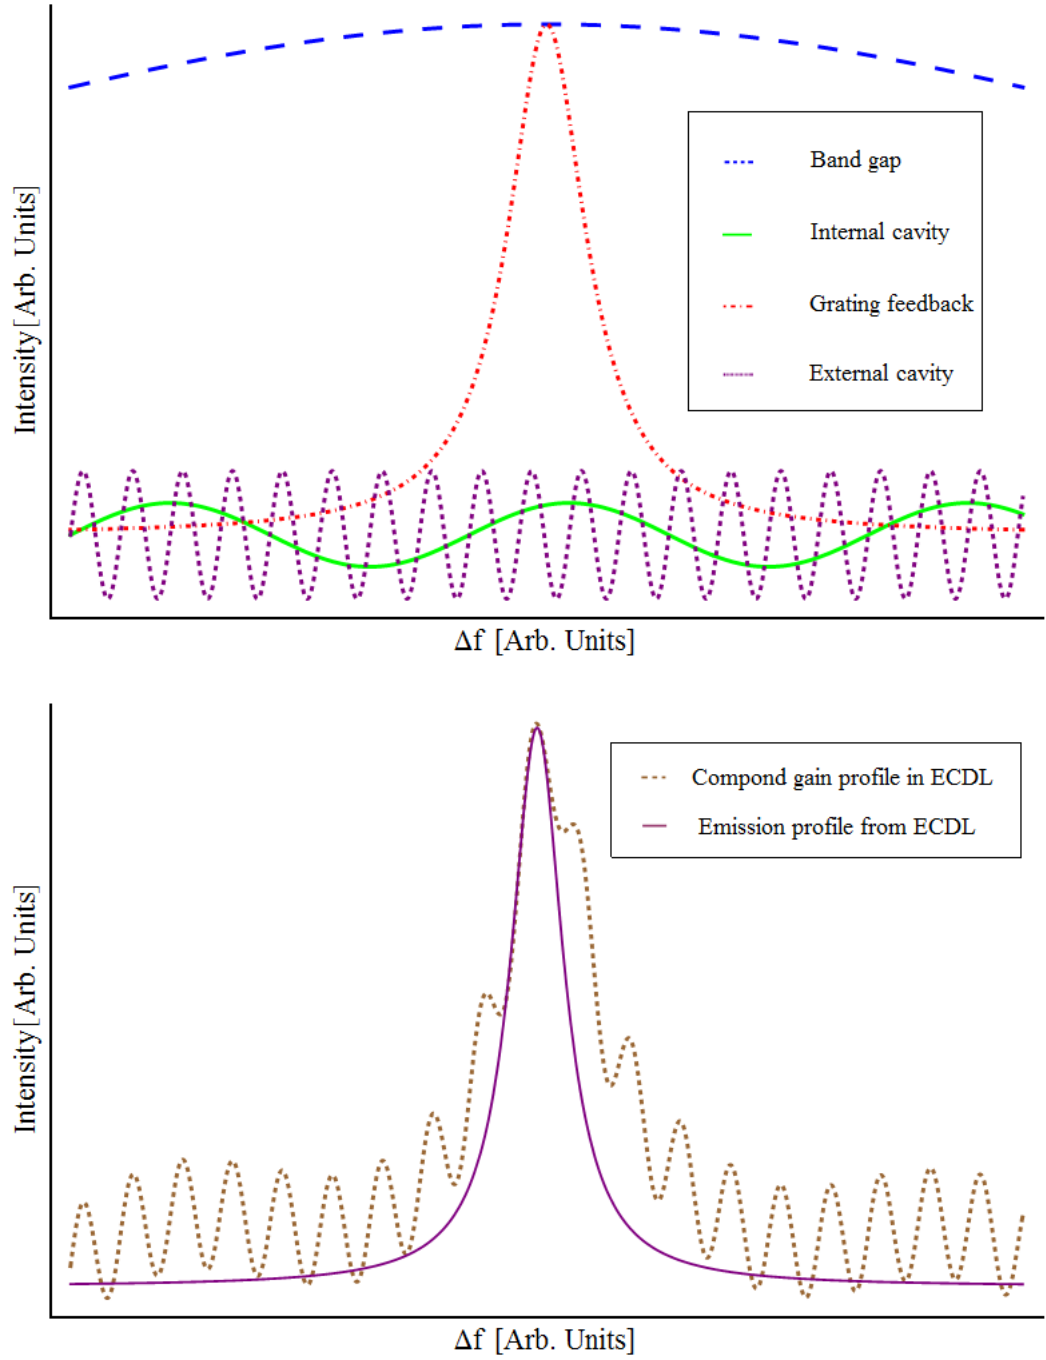 Intensity[Arb. Units]
Band gap
Internal cavity
Grating feedback
External cavity
Δf [Arb. Units]
Intensity[Arb. Units]
Compond gain profile in ECDL
Emission profile from ECDL
Δf [Arb. Units]